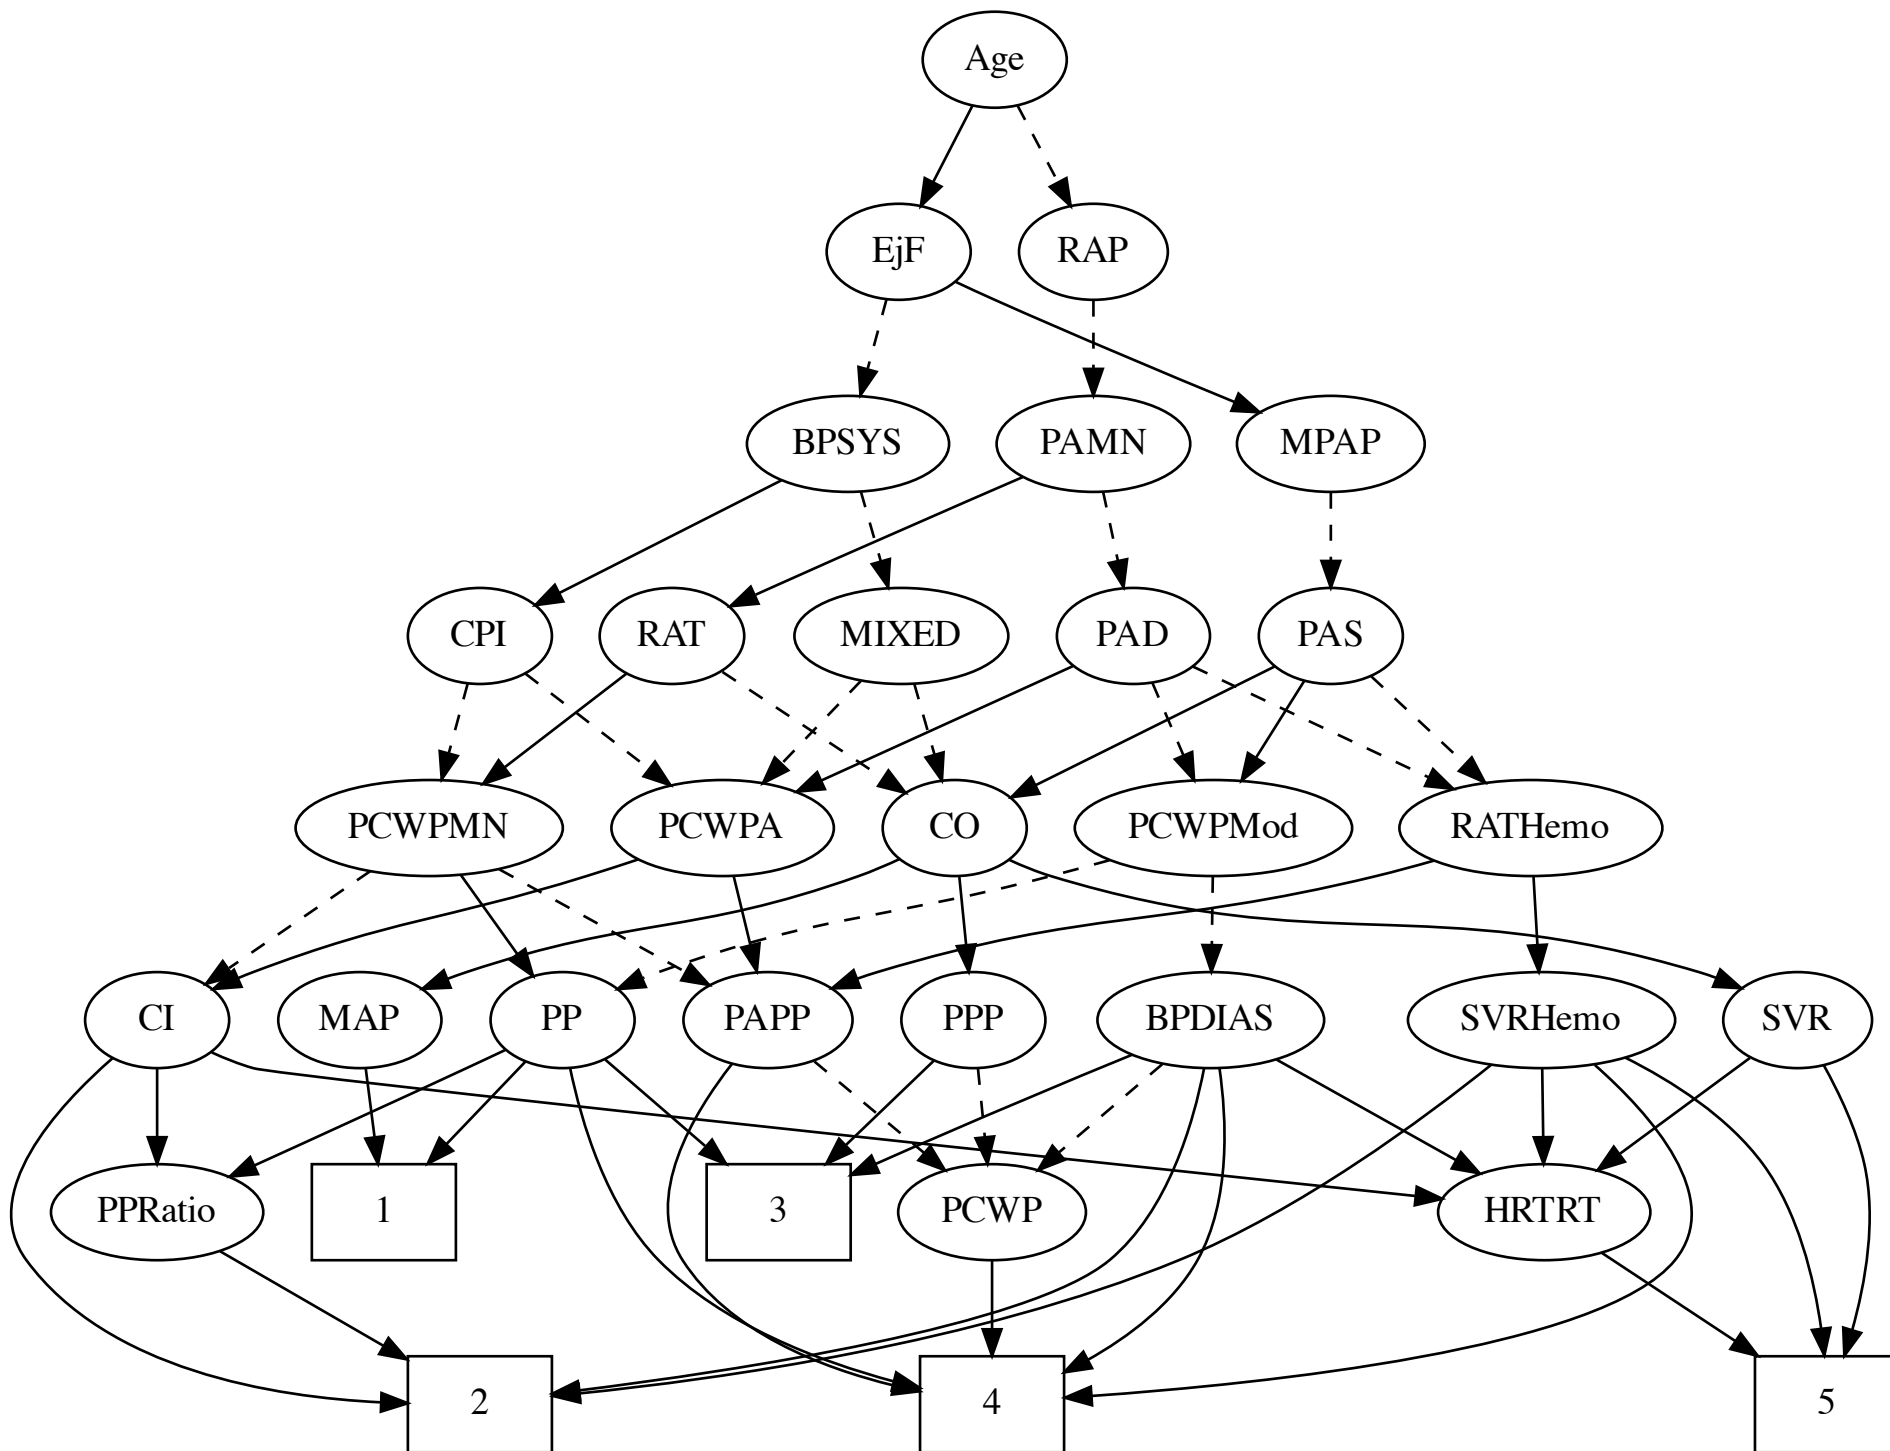 Age
EjF
RAP
BPSYS
PAMN
MPAP
CPI
RAT
MIXED
PAD
PAS
PCWPMN
PCWPA
CO
PCWPMod
RATHemo
CI
MAP
PP
PAPP
PPP
BPDIAS
SVRHemo
SVR
PPRatio
1
3
PCWP
HRTRT
2
4
5